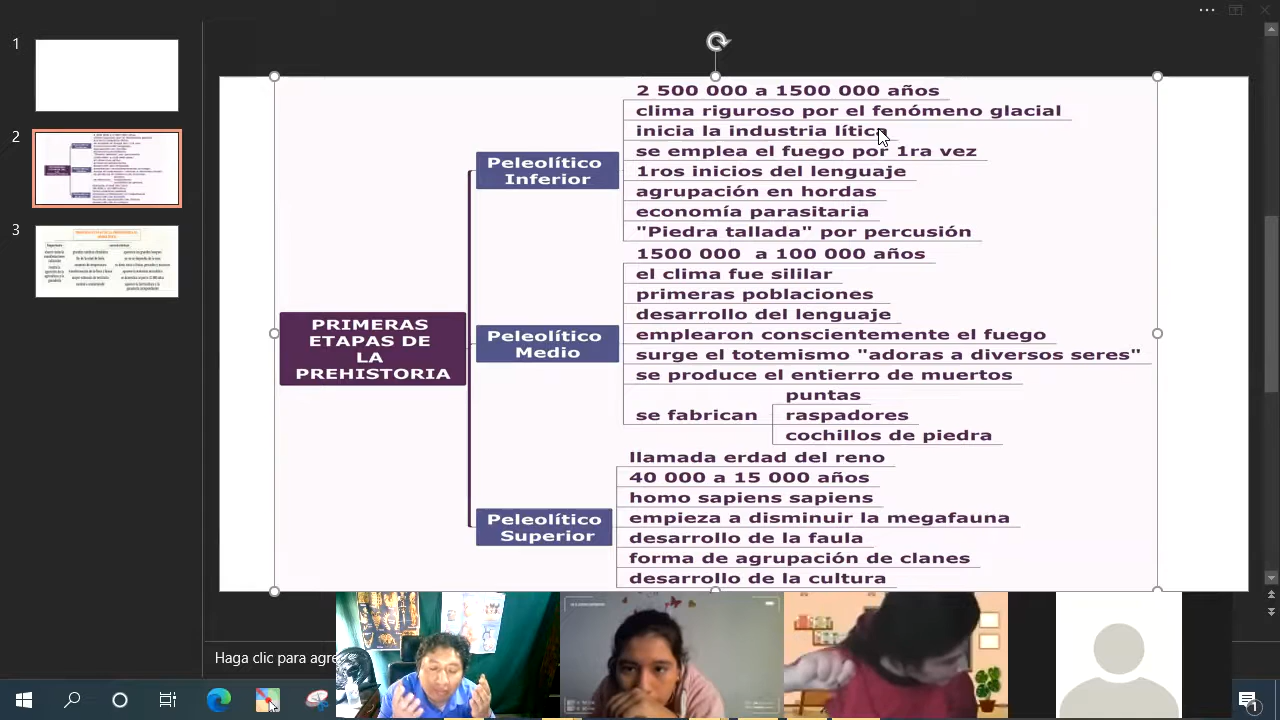 1
2
3
PRIMERAS
ETAPAS DE
LA
PREHISTORIA
Peleolítico
Inferior
2 500 000 a 1500 000 años
clima riguroso por el fenómeno glacial
inicia la industria lítica
se emplea el fuego por 1ra vez
1ros inicios del lenguaje
agrupación en hordas
economía parasitaria
"Piedra tallada" por percusión
Peleolítico
Medio
1500 000 a 100 000 años
el clima fue sililar
primeras poblaciones
desarrollo del lenguaje
emplearon conscientemente el fuego
surge el totemismo "adoras a diversos seres"
se produce el entierro de muertos
se fabrican
puntas
raspadores
cochillos de piedra
Peleolítico
Superior
llamada erdad del reno
40 000 a 15 000 años
homo sapiens sapiens
empieza a disminuir la megafauna
desarrollo de la faula
forma de agrupación de clanes
desarrollo de la cultura
Haga clic para agre